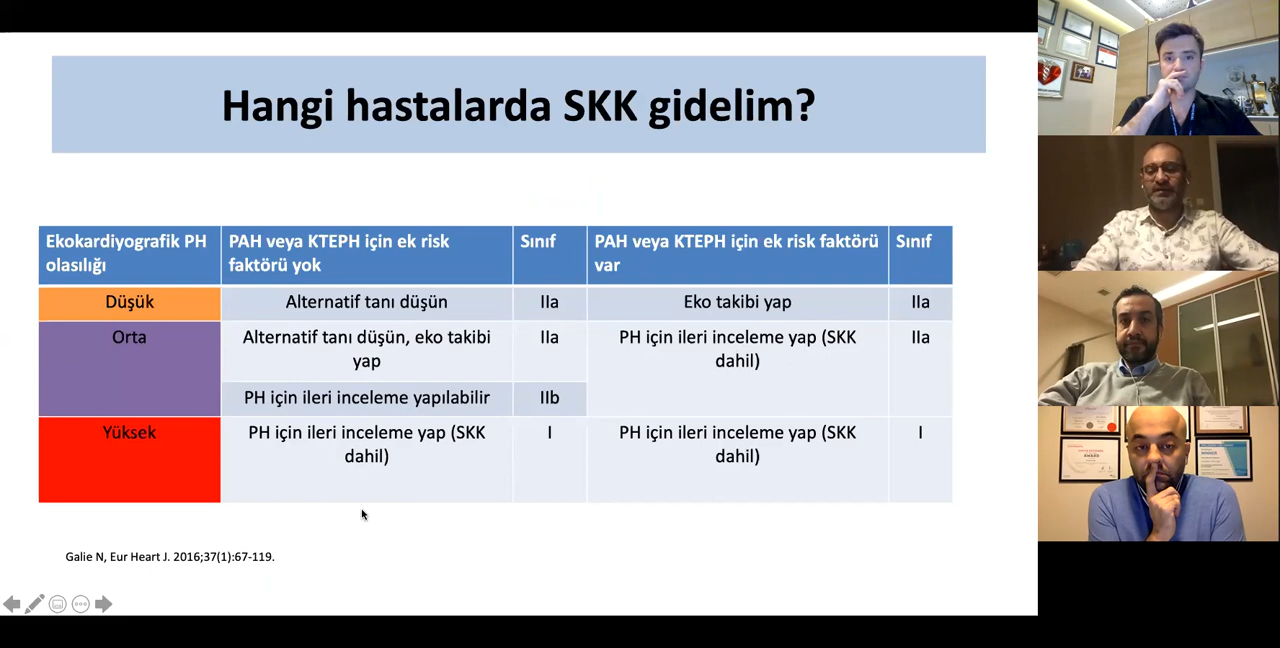 Hangi hastalarda SKK gidelim?
Ekokardiyografik PH
olasılığı
PAH veya KTEPH için ek risk
faktörü yok
Sınıf
PAH veya KTEPH için ek risk faktörü
var
Sınıf
Düşük
Alternatif tanı düşün
IIa
Eko takibi yap
IIa
Orta
Alternatif tanı düşün, eko takibi
yap
IIa
PH için ileri inceleme yap (SKK
dahil)
IIa
PH için ileri inceleme yapılabilir
IIb
Yüksek
PH için ileri inceleme yap (SKK
dahil)
I
PH için ileri inceleme yap (SKK
dahil)
I
Galie N, Eur Heart J. 2016;37(1):67-119.